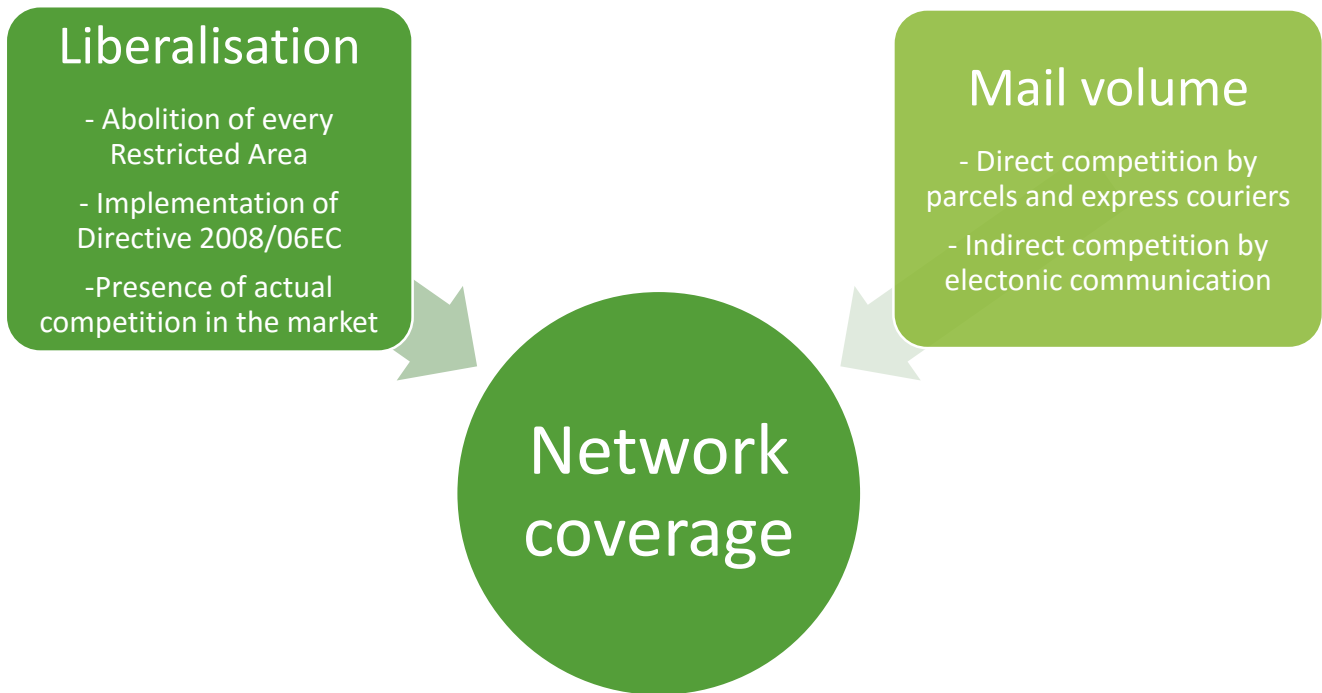 Liberalisation
- Abolition of every
Restricted Area
- Implementation of
Directive 2008/06EC
-Presence of actual
competition in the market
Mail volume
- Direct competition by
parcels and express couriers
- Indirect competition by
electonic communication
Network
coverage